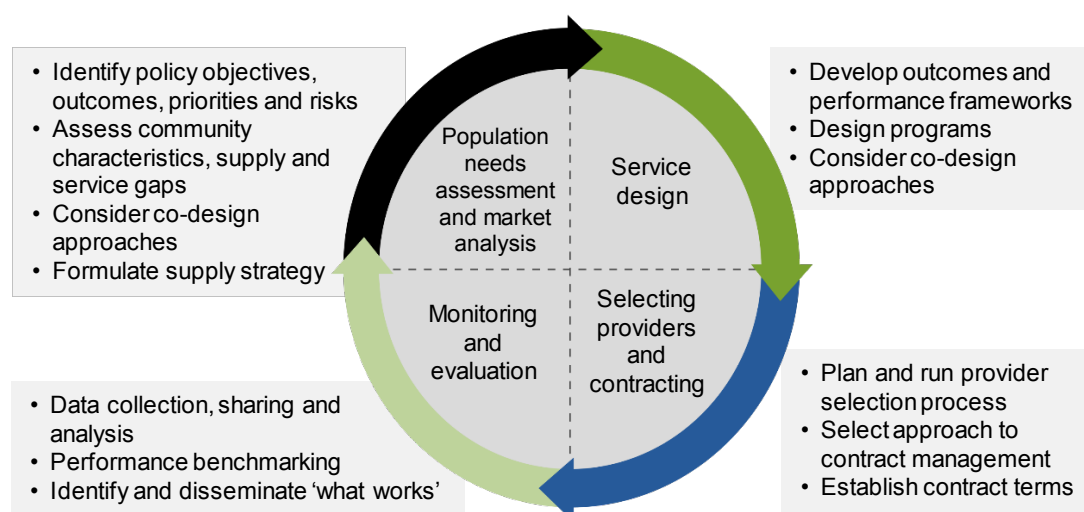 • Identify policy objectives,
outcomes, priorities and risks
• Assess community
characteristics, supply and
service gaps
• Consider co-design
approaches
• Formulate supply strategy
Population
needs
assessment
and market
analysis
Service
design
• Develop outcomes and
performance frameworks
• Design programs
• Consider co-design
approaches
Monitoring
and
evaluation
Selecting
providers
and
contracting
• Data collection, sharing and
analysis
• Performance benchmarking
• Identify and disseminate ‘what works’
• Plan and run provider
selection process
• Select approach to
contract management
• Establish contract terms